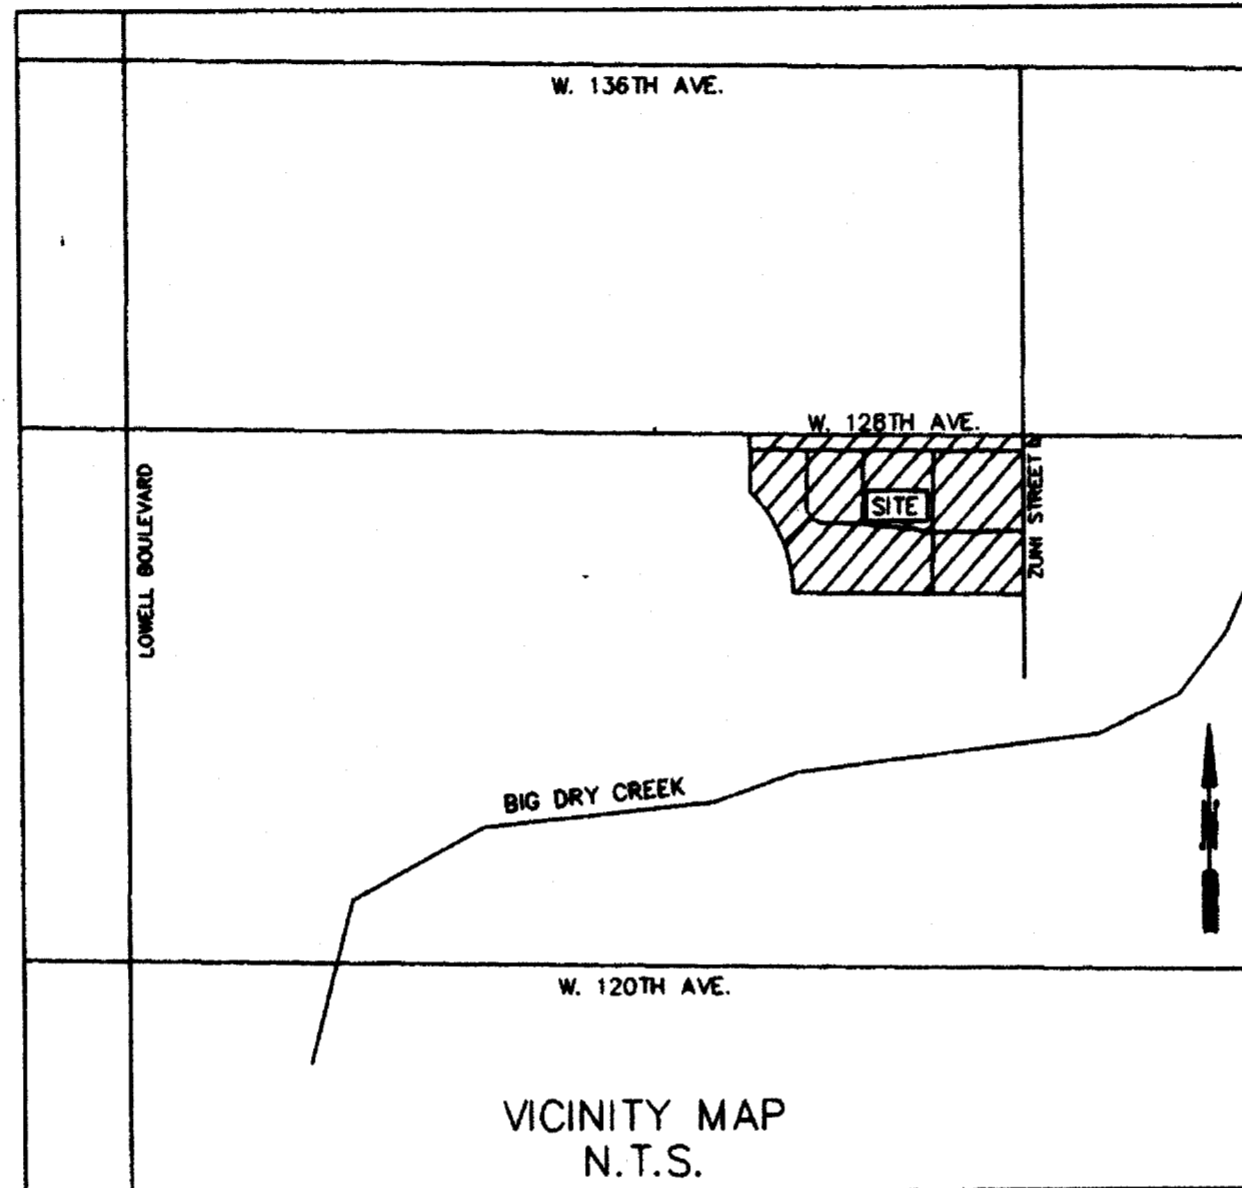 W. 136TH AVE.
W. 128TH AVE.
SITE
ZUNI STREET
LOWELL BOULEVARD
BIG DRY CREEK
W. 120TH AVE.
VICINITY MAP
N.T.S.